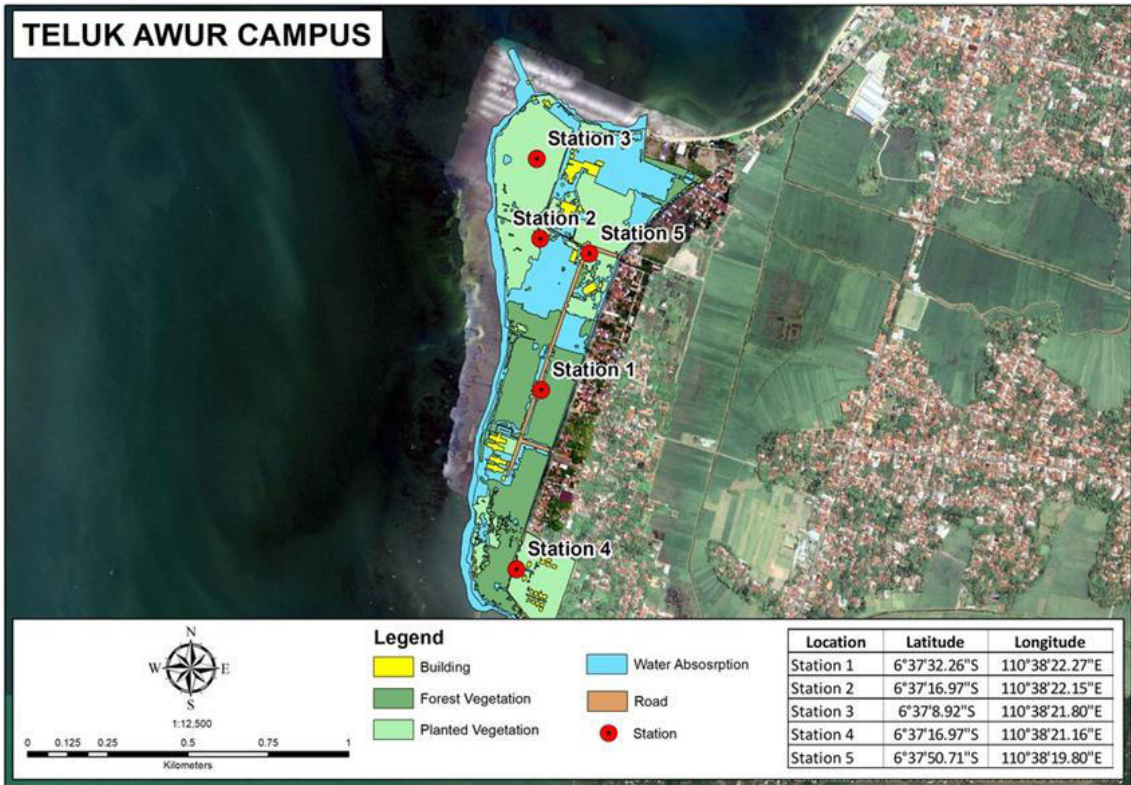 TELUK AWUR CAMPUS
Station 3
Station 2
Station 5
Station 1
Station 4
N
W E
S
1:12.500
0 0.125 0.25 0.5 0.75 1
Kilometers
Legend
Building
Forest Vegetation
Planted Vegetation
Water Absosrption
Road
Station
Location Latitude Longitude
Station 1 6°37'32.26"S 110°38'22.27"E
Station 2 6°37'16.97"S 110°38'22.15"E
Station 3 6°37'8.92"S 110°38'21.80"E
Station 4 6°37'16.97"S 110°38'21.16"E
Station 5 6°37'50.71"S 110°38'19.80"E